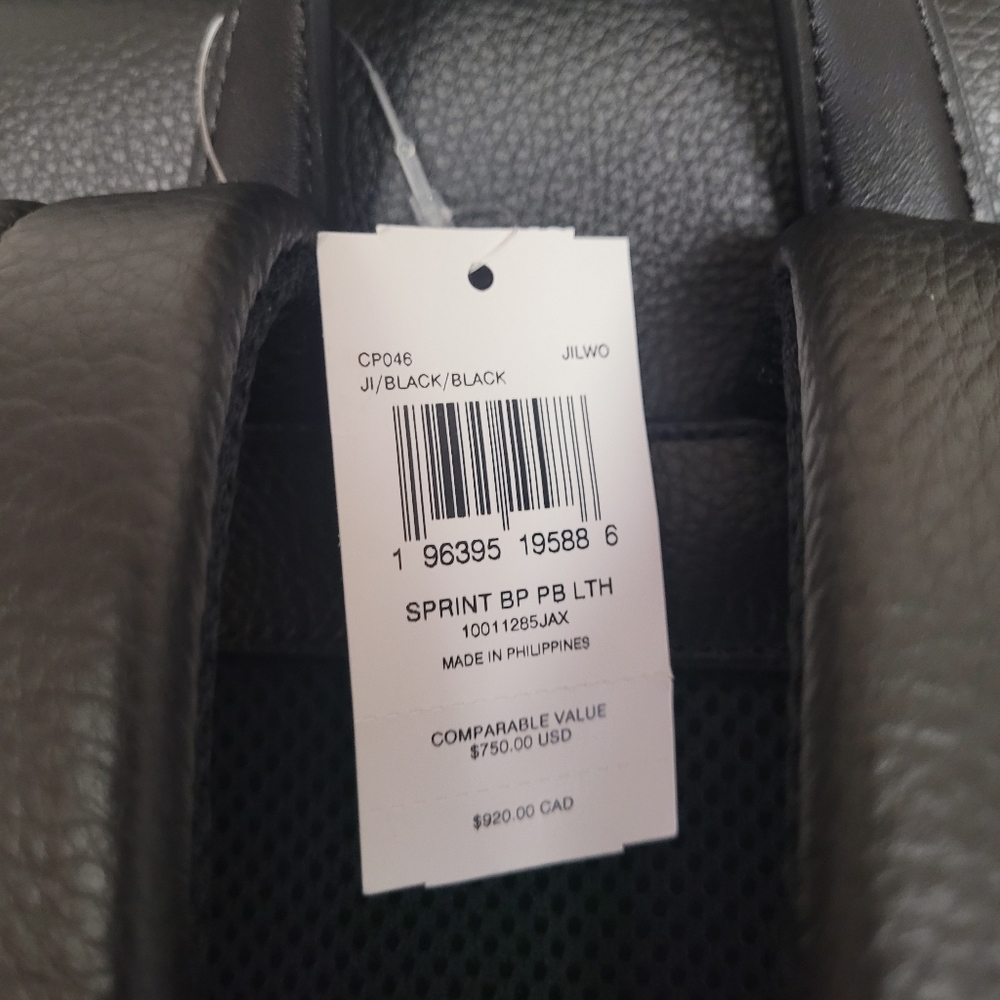 CP046 JILWO
JI/BLACK/BLACK
1 96395 19588 6
SPRINT BP PB LTH
10011285JAX
MADE IN PHILIPPINES
COMPARABLE VALUE
$750.00 USD
$920.00 CAD